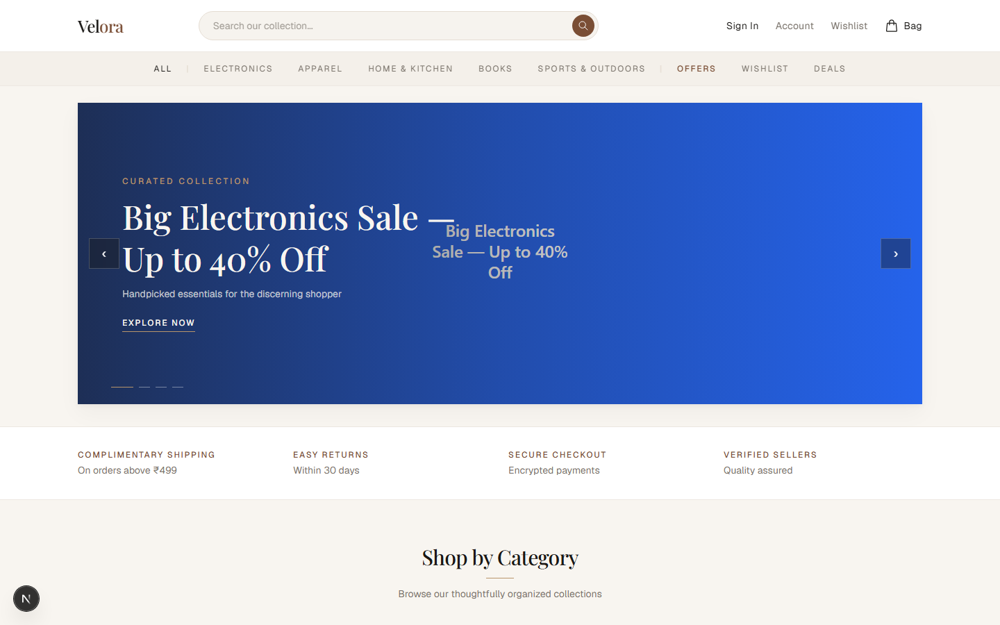 Velora
Search our collection...
Sign In
Account
Wishlist
Bag
ALL
ELECTRONICS
APPAREL
HOME & KITCHEN
BOOKS
SPORTS & OUTDOORS
OFFERS
WISHLIST
DEALS
CURATED COLLECTION
Big Electronics Sale —
Up to 40% Off
Handpicked essentials for the discerning shopper
EXPLORE NOW
Big Electronics
Sale — Up to 40%
Off
‹
›
COMPLIMENTARY SHIPPING
On orders above ₹499
EASY RETURNS
Within 30 days
SECURE CHECKOUT
Encrypted payments
VERIFIED SELLERS
Quality assured
Shop by Category
Browse our thoughtfully organized collections
N